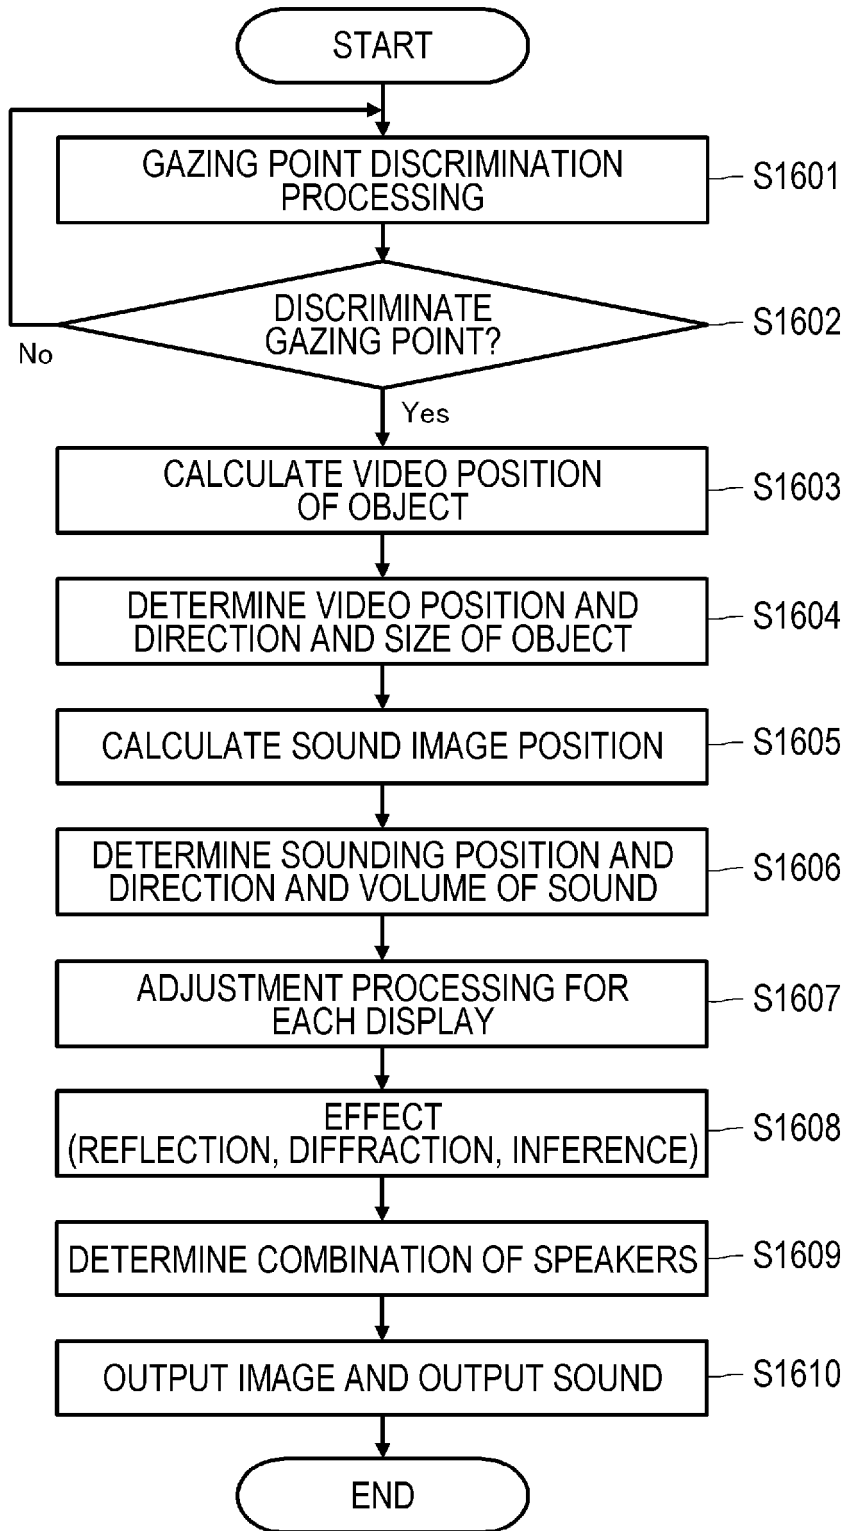 START
GAZING POINT DISCRIMINATION
PROCESSING
S1601
DISCRIMINATE
GAZING POINT?
S1602
No
Yes
CALCULATE VIDEO POSITION
OF OBJECT
S1603
DETERMINE VIDEO POSITION AND
DIRECTION AND SIZE OF OBJECT
S1604
CALCULATE SOUND IMAGE POSITION
S1605
DETERMINE SOUNDING POSITION AND
DIRECTION AND VOLUME OF SOUND
S1606
ADJUSTMENT PROCESSING FOR
EACH DISPLAY
S1607
EFFECT
(REFLECTION, DIFFRACTION, INFERENCE)
S1608
DETERMINE COMBINATION OF SPEAKERS
S1609
OUTPUT IMAGE AND OUTPUT SOUND
S1610
END